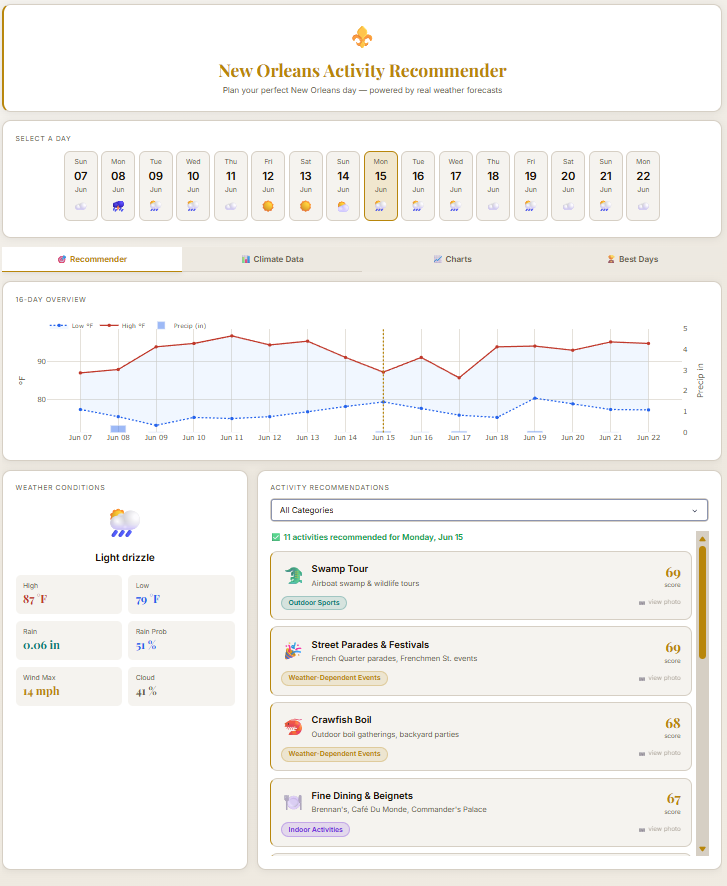 New Orleans Activity Recommender
Plan your perfect New Orleans day — powered by real weather forecasts
SELECT A DAY
Sun Mon Tue Wed Thu Fri Sat Sun Mon Tue Wed Thu Fri Sat Sun Mon
07 08 09 10 11 12 13 14 15 16 17 18 19 20 21 22
Jun Jun Jun Jun Jun Jun Jun Jun Jun Jun Jun Jun Jun Jun Jun Jun
Recommender Climate Data Charts Best Days
16-DAY OVERVIEW
Low °F High °F Precip (in)
5
4
90 3
2
80 1
0
°F
Precip in
Jun 07 Jun 08 Jun 09 Jun 10 Jun 11 Jun 12 Jun 13 Jun 14 Jun 15 Jun 16 Jun 17 Jun 18 Jun 19 Jun 20 Jun 21 Jun 22
WEATHER CONDITIONS
Light drizzle
High Low
87 °F 79 °F
Rain Rain Prob
0.06 in 51 %
Wind Max Cloud
14 mph 41 %
ACTIVITY RECOMMENDATIONS
All Categories
11 activities recommended for Monday, Jun 15
Swamp Tour 69
Airboat swamp & wildlife tours score
Outdoor Sports view photo
Street Parades & Festivals 69
French Quarter parades, Frenchmen St. events score
Weather-Dependent Events view photo
Crawfish Boil 68
Outdoor boil gatherings, backyard parties score
Weather-Dependent Events view photo
Fine Dining & Beignets 67
Brennan's, Café Du Monde, Commander's Palace score
Indoor Activities view photo